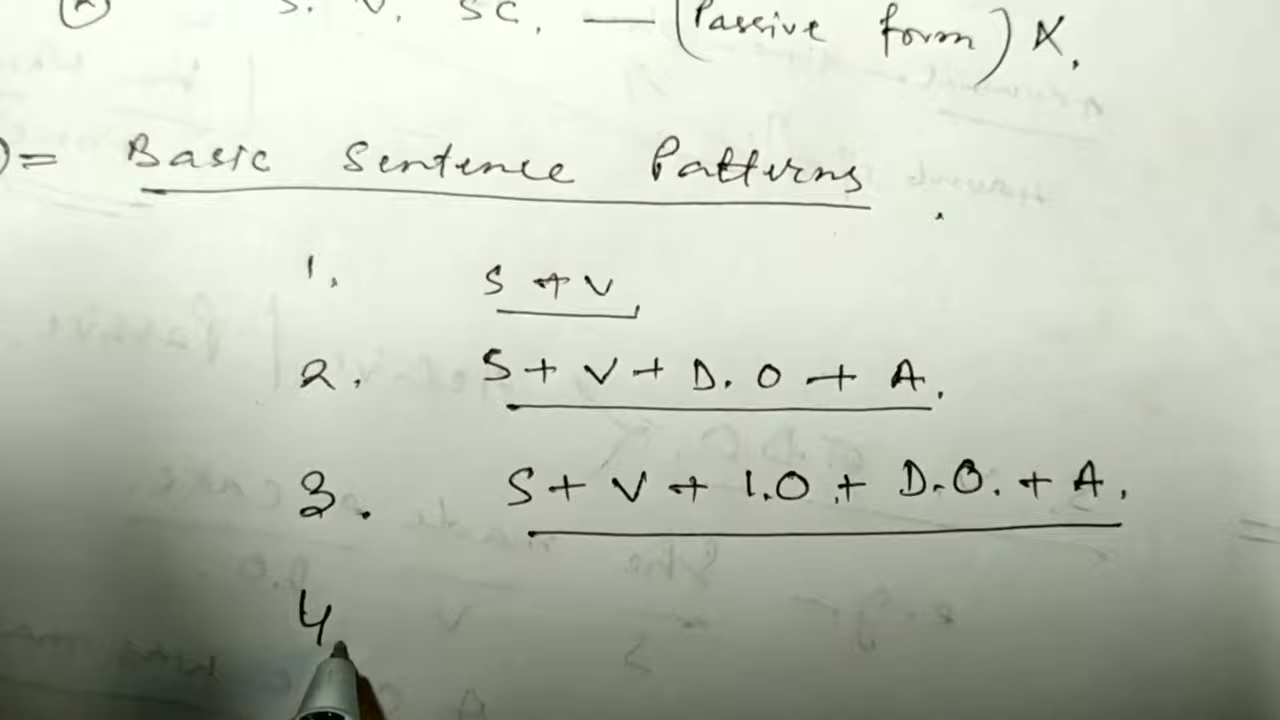 S. V. SC. — (Passive form) X.
)= Basic Sentence Patterns.
1. S + V.
2. S + V + D.O + A.
3. S + V + I.O. + D.O. + A.
4